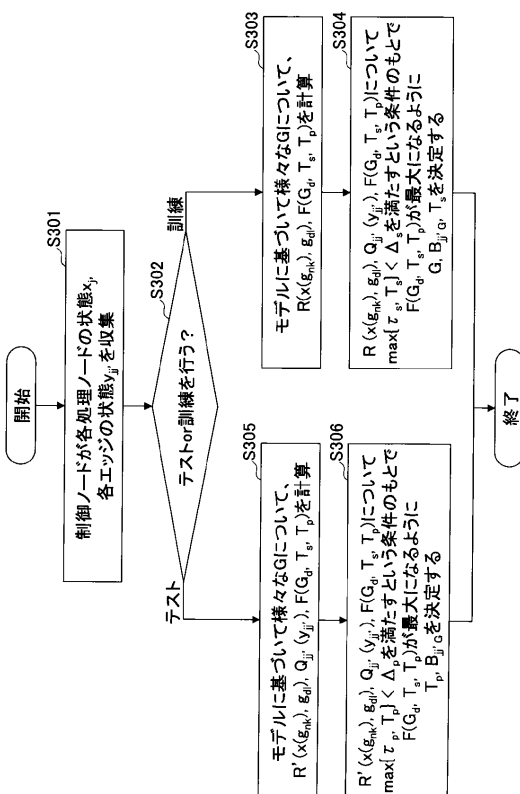 開始
S301
制御ノードが各処理ノードの状態x_j,
各エッジの状態y_jj'を収集
S302
テストor訓練を行う?
テスト
訓練
S305
モデルに基づいて様々なGについて、
R'(x(g_nk), g_dl), Q_jj'(y_jj'), F(G_d, T_s, T_p)を計算
S306
R'(x(g_nk), g_dl), Q_jj'(y_jj'), F(G_d, T_s, T_p)について
max{τ_p, T_p}<Δ_pを満たすという条件のもとで
F(G_d, T_s, T_p)が最大になるように
T_p, B_jj'Gを決定する
S303
モデルに基づいて様々なGについて、
R(x(g_nk), g_dl), F(G_d, T_s, T_p)を計算
S304
R(x(g_nk), g_dl), Q_jj'(y_jj'), F(G_d, T_s, T_p)について
max{τ_s, T_s}<Δ_sを満たすという条件のもとで
F(G_d, T_s, T_p)が最大になるように
G, B_jj'G, T_sを決定する
終了